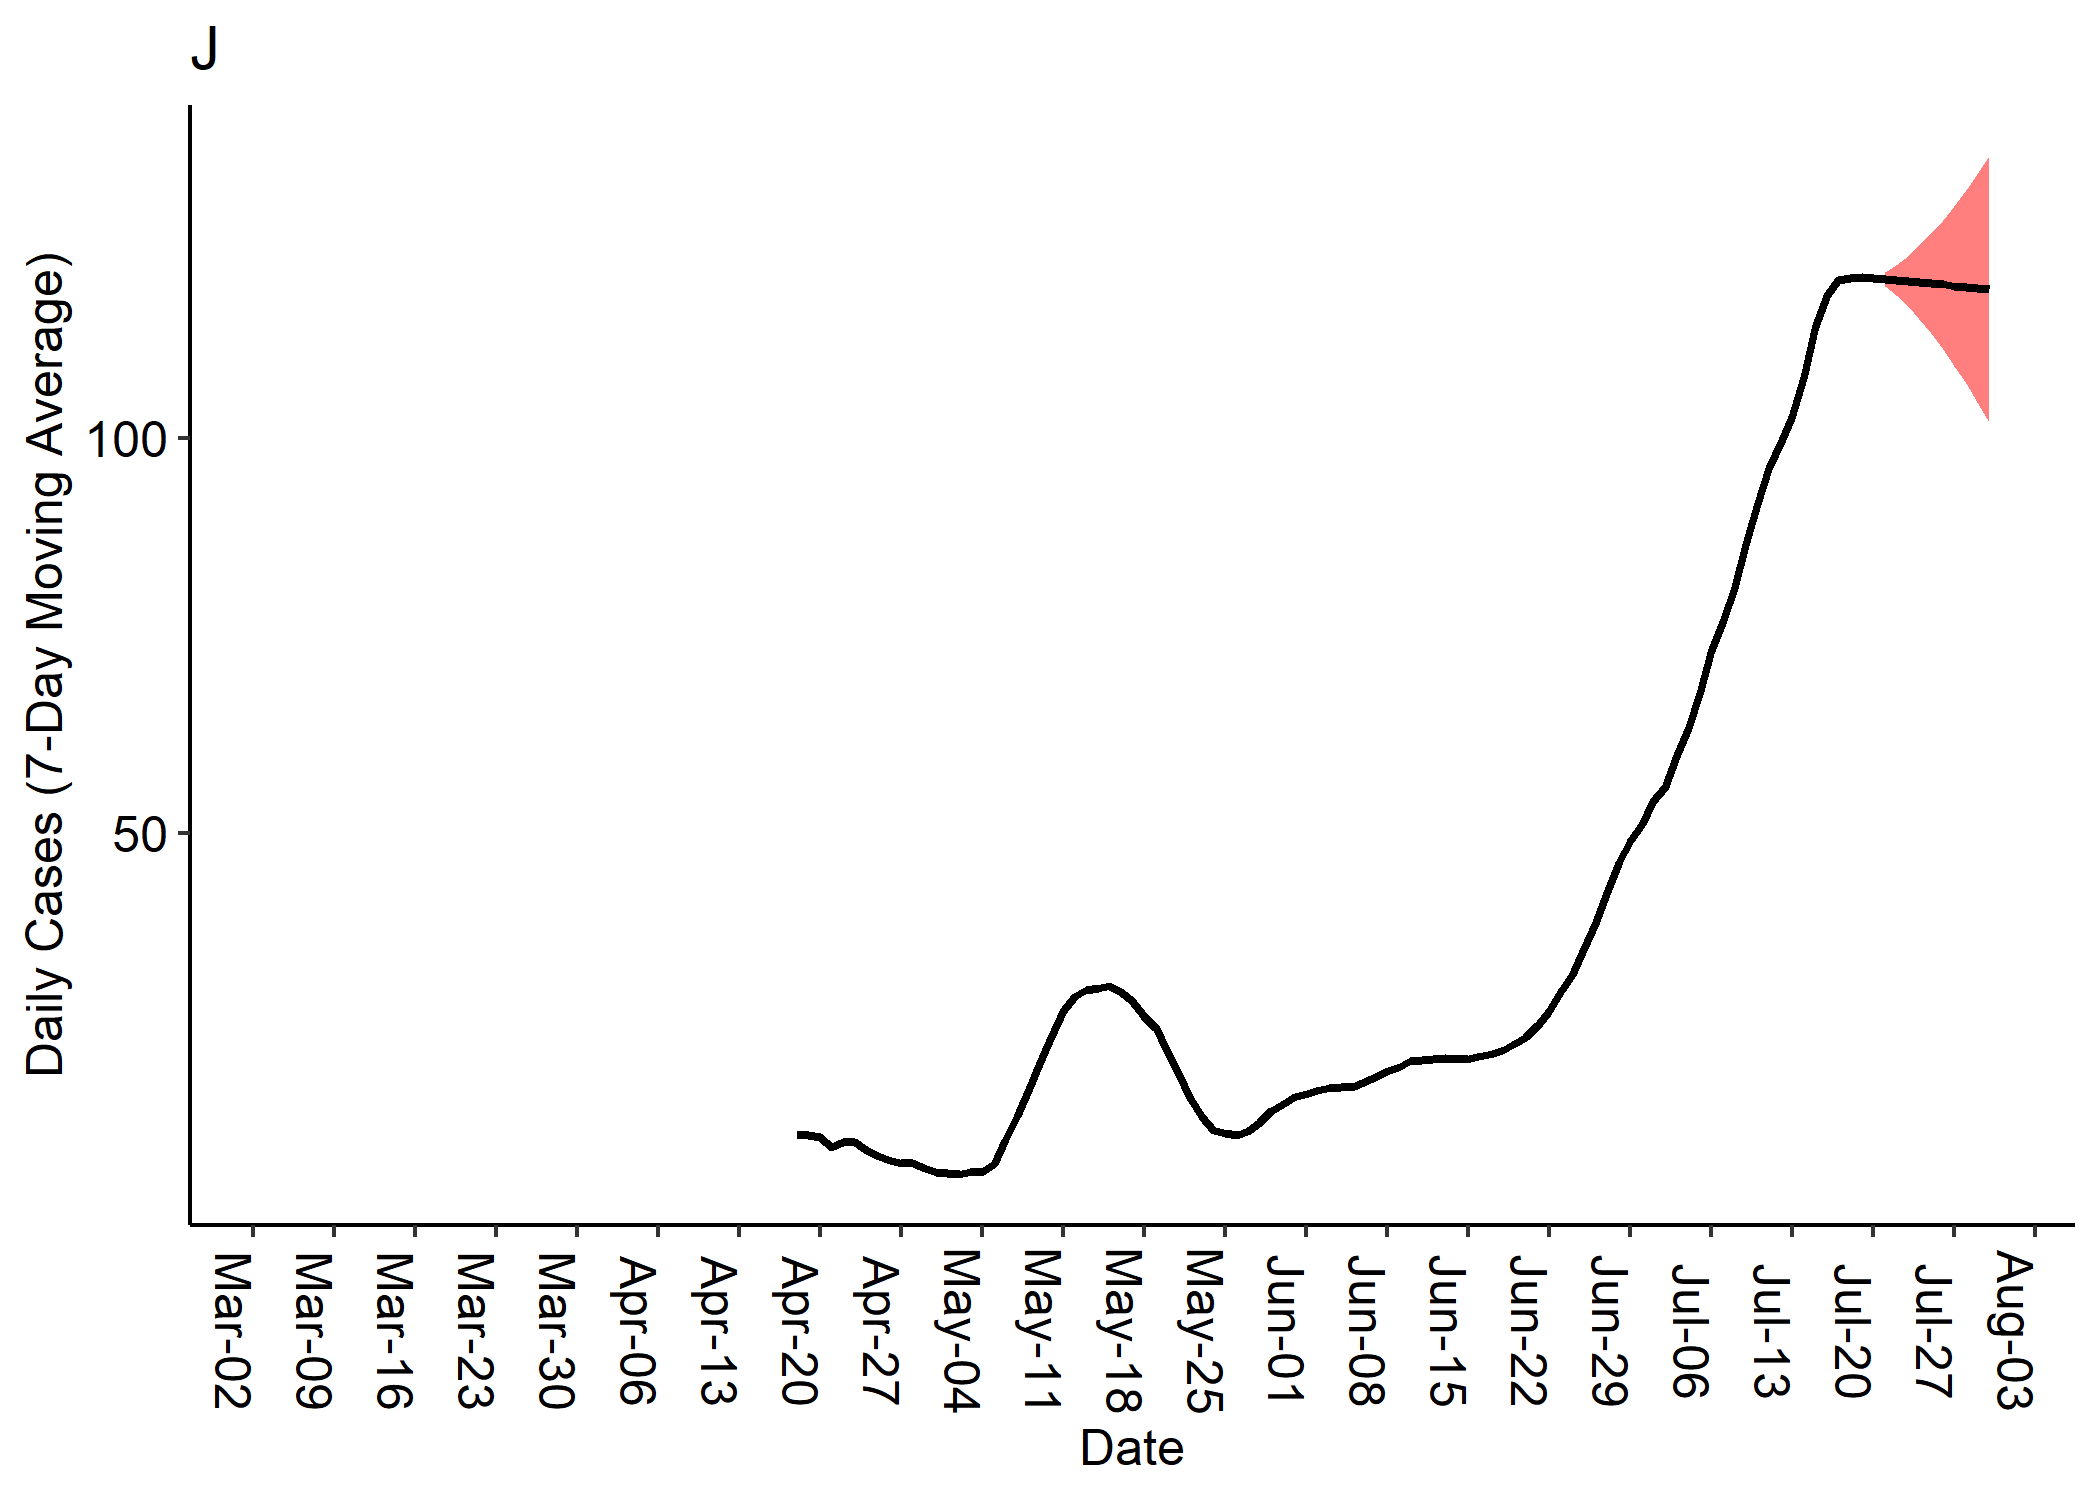 J
Daily Cases (7-Day Moving Average)
100
50
Mar-02
Mar-09
Mar-16
Mar-23
Mar-30
Apr-06
Apr-13
Apr-20
Apr-27
May-04
May-11
May-18
May-25
Jun-01
Jun-08
Jun-15
Jun-22
Jun-29
Jul-06
Jul-13
Jul-20
Jul-27
Aug-03
Date